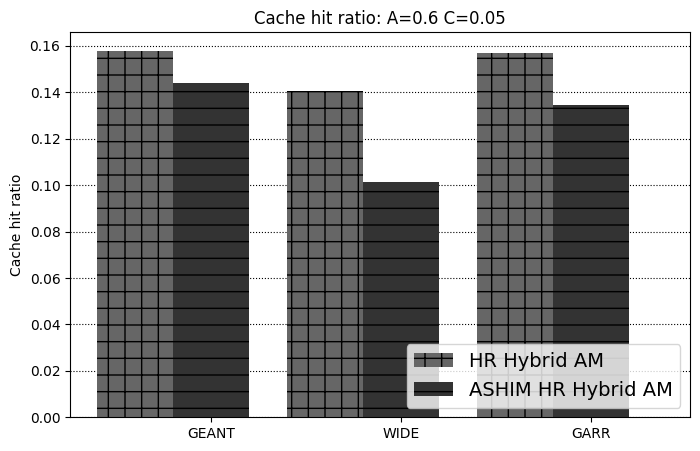 Cache hit ratio: A=0.6 C=0.05
Cache hit ratio
0.16
0.14
0.12
0.10
0.08
0.06
0.04
0.02
0.00
HR Hybrid AM
ASHIM HR Hybrid AM
GEANT WIDE GARR